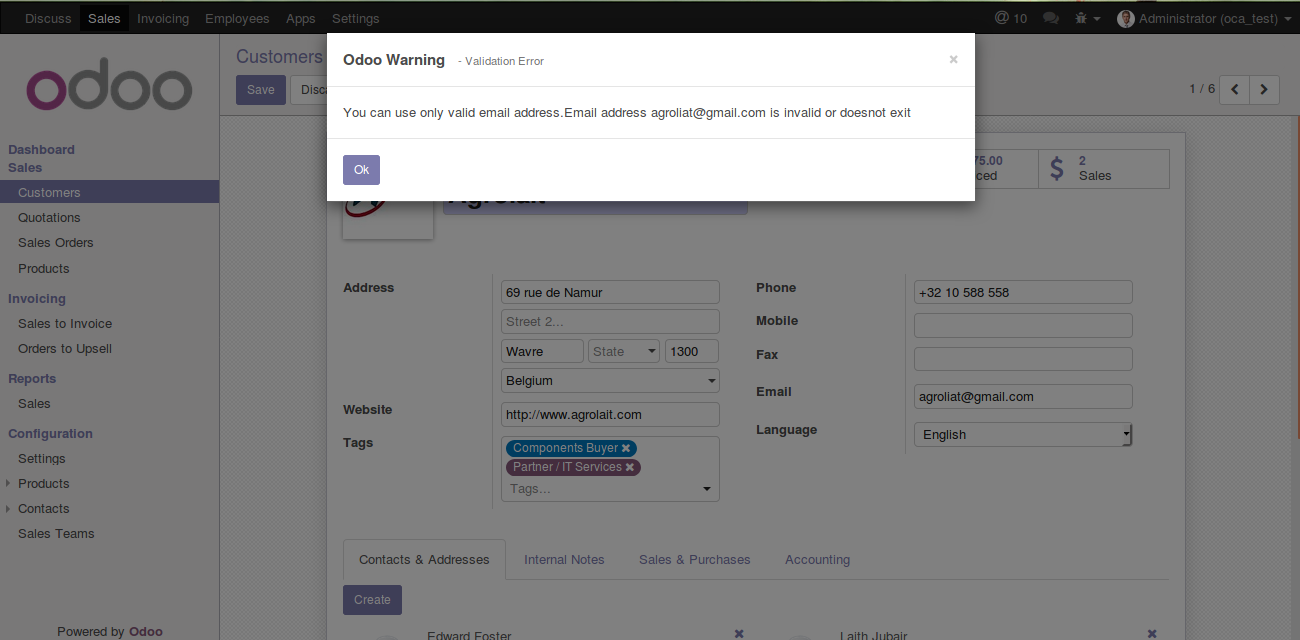 Discuss Sales Invoicing Employees Apps Settings @ 10 Administrator (oca_test)
odoo
Customers
Save
Odoo Warning - Validation Error ×
You can use only valid email address.Email address agroliat@gmail.com is invalid or doesnot exit
Ok
1 / 6
75.00
2
Sales
Dashboard
Sales
Customers
Quotations
Sales Orders
Products
Invoicing
Sales to Invoice
Orders to Upsell
Reports
Sales
Configuration
Settings
Products
Contacts
Sales Teams
Powered by Odoo
Agrolait
Address
69 rue de Namur
Street 2...
Wavre State 1300
Belgium
Website http://www.agrolait.com
Tags
Components Buyer ×
Partner / IT Services ×
Tags...
Phone +32 10 588 558
Mobile
Fax
Email agroliat@gmail.com
Language English
Contacts & Addresses Internal Notes Sales & Purchases Accounting
Create
Edward Foster × Laith Jubair ×